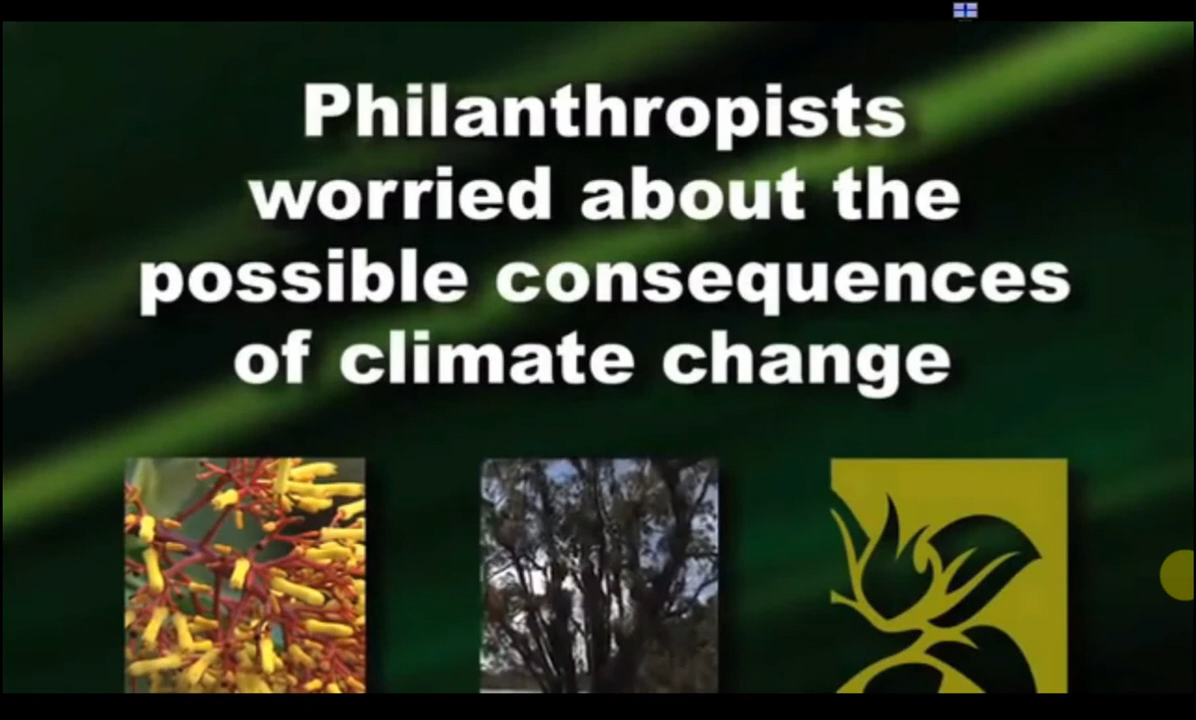 Philanthropists
worried about the
possible consequences
of climate change